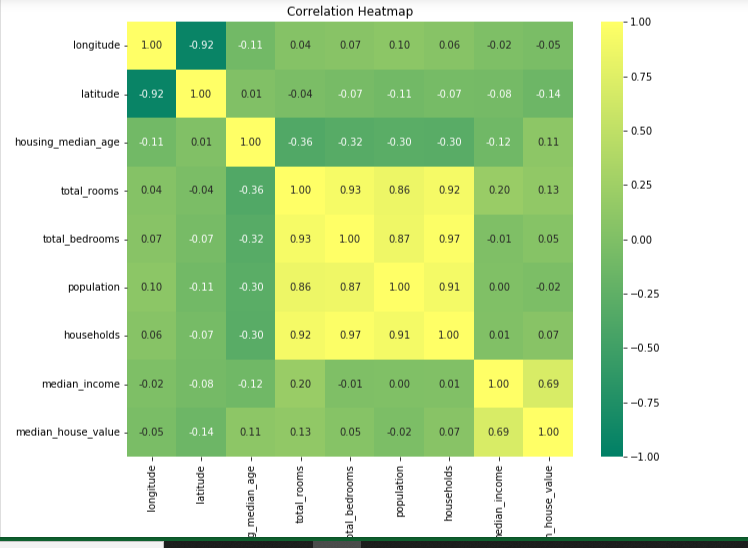 Correlation Heatmap
longitude 1.00 -0.92 -0.11 0.04 0.07 0.10 0.06 -0.02 -0.05
latitude -0.92 1.00 0.01 -0.04 -0.07 -0.11 -0.07 -0.08 -0.14
housing_median_age -0.11 0.01 1.00 -0.36 -0.32 -0.30 -0.30 -0.12 0.11
total_rooms 0.04 -0.04 -0.36 1.00 0.93 0.86 0.92 0.20 0.13
total_bedrooms 0.07 -0.07 -0.32 0.93 1.00 0.87 0.97 -0.01 0.05
population 0.10 -0.11 -0.30 0.86 0.87 1.00 0.91 0.00 -0.02
households 0.06 -0.07 -0.30 0.92 0.97 0.91 1.00 0.01 0.07
median_income -0.02 -0.08 -0.12 0.20 -0.01 0.00 0.01 1.00 0.69
median_house_value -0.05 -0.14 0.11 0.13 0.05 -0.02 0.07 0.69 1.00
longitude
latitude
g_median_age
total_rooms
otal_bedrooms
population
households
edian_income
n_house_value
1.00
0.75
0.50
0.25
0.00
−0.25
−0.50
−0.75
−1.00